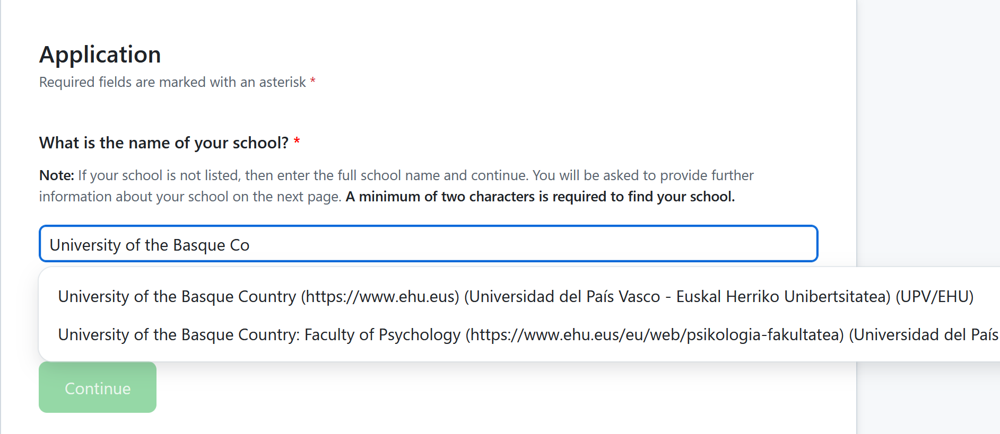 Application
Required fields are marked with an asterisk *
What is the name of your school? *
Note: If your school is not listed, then enter the full school name and continue. You will be asked to provide further
information about your school on the next page. A minimum of two characters is required to find your school.
University of the Basque Co
University of the Basque Country (https://www.ehu.eus) (Universidad del País Vasco - Euskal Herriko Unibertsitatea) (UPV/EHU)
University of the Basque Country: Faculty of Psychology (https://www.ehu.eus/eu/web/psikologia-fakultatea) (Universidad del País
Continue